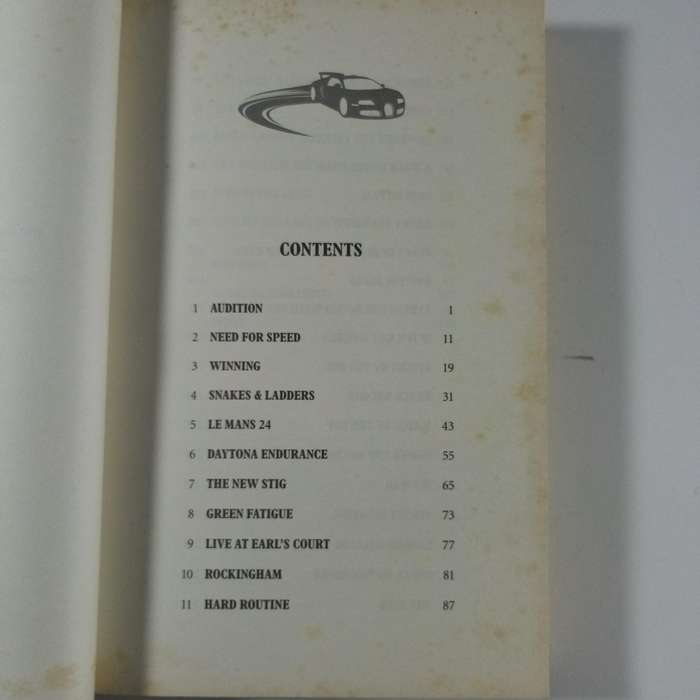 CONTENTS
1 AUDITION 1
2 NEED FOR SPEED 11
3 WINNING 19
4 SNAKES & LADDERS 31
5 LE MANS 24 43
6 DAYTONA ENDURANCE 55
7 THE NEW STIG 65
8 GREEN FATIGUE 73
9 LIVE AT EARL'S COURT 77
10 ROCKINGHAM 81
11 HARD ROUTINE 87